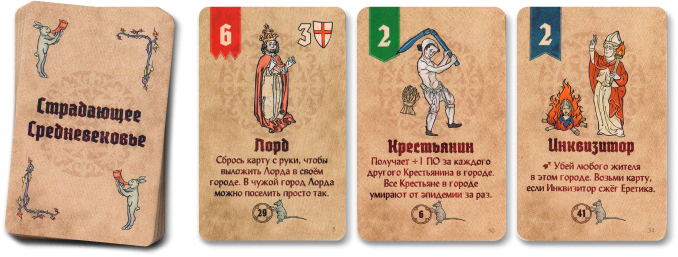 Страдающее
Средневековье
6
3
Лорд
Сбрось карту с руки, чтобы
выложить Лорда в своём
городе. В чужой город Лорда
можно поселить просто так.
29
2
Крестьянин
Получает +1 ПО за каждого
другого Крестьянина в городе.
Все Крестьяне в городе
умирают от эпидемии за раз.
6
2
Инквизитор
Убей любого жителя
в этом городе. Возьми карту,
если Инквизитор сжёг Еретика.
41
34